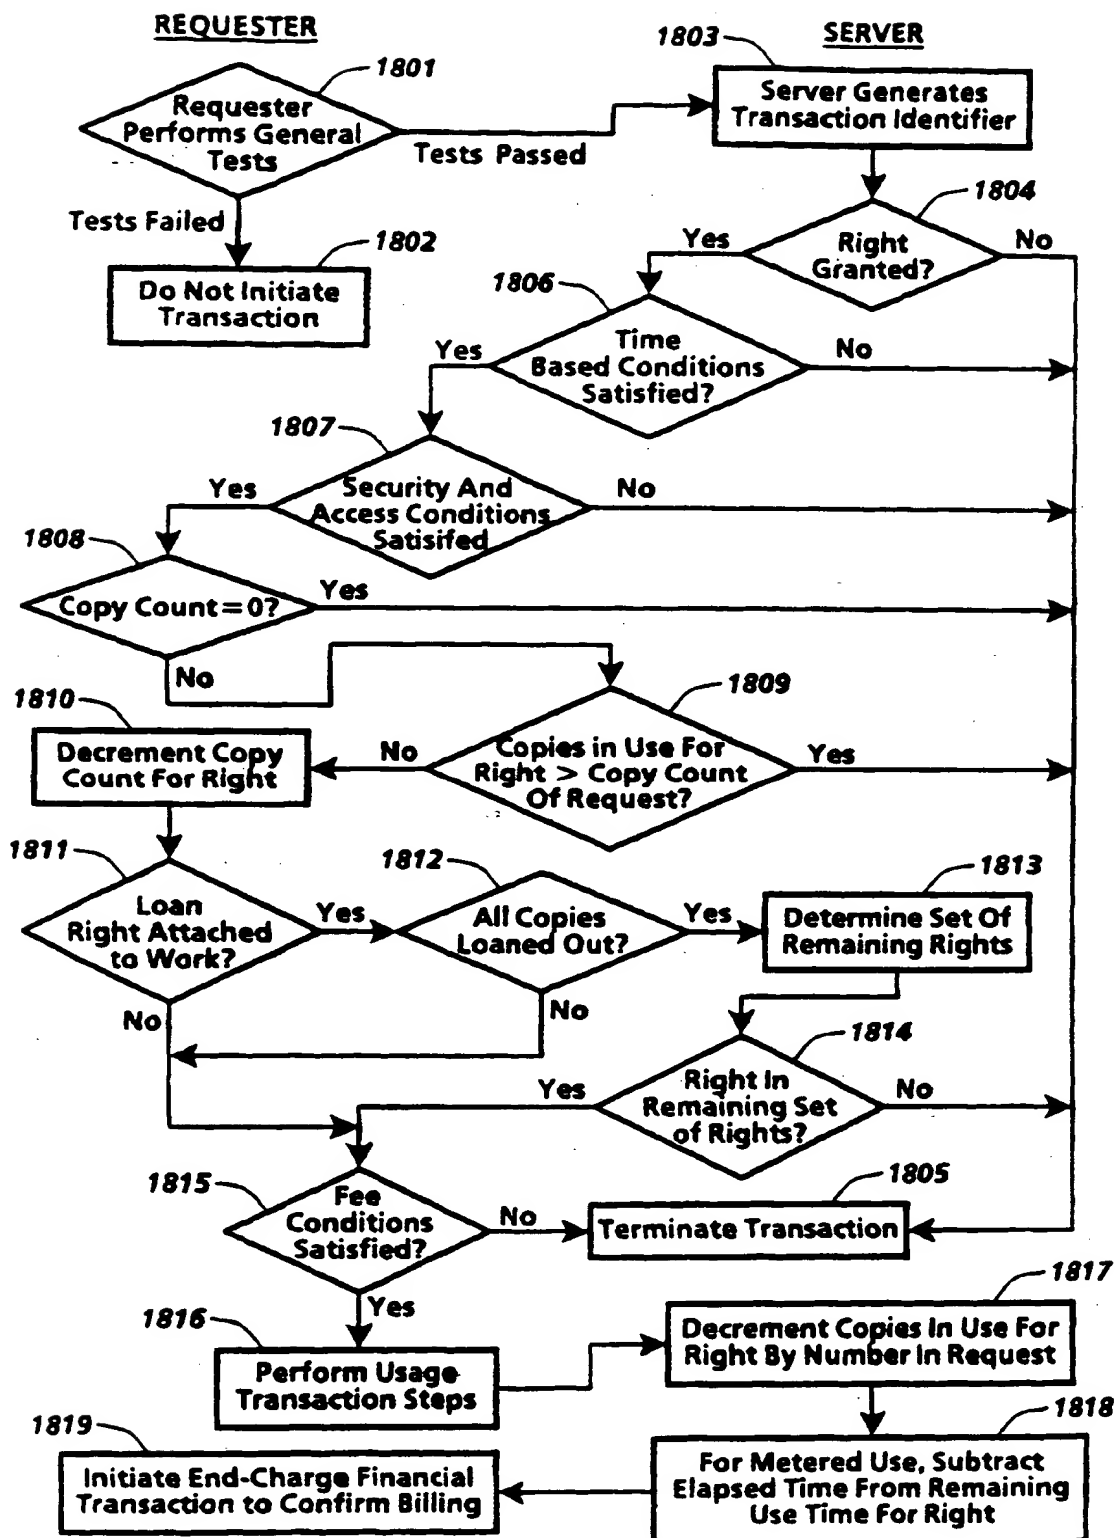 REQUESTER
SERVER
1801
1803
Requester
Performs General
Tests
Tests Passed
Server Generates
Transaction Identifier
Tests Failed
1802
Do Not Initiate
Transaction
1804
Right
Granted?
Yes
No
1806
Time
Based Conditions
Satisfied?
Yes
No
1807
Security And
Access Conditions
Satisifed
Yes
No
1808
Copy Count=0?
Yes
No
1809
Copies in Use For
Right > Copy Count
Of Request?
No
Yes
1810
Decrement Copy
Count For Right
1811
Loan
Right Attached
to Work?
Yes
No
1812
All Copies
Loaned Out?
Yes
No
1813
Determine Set Of
Remaining Rights
1814
Right In
Remaining Set
of Rights?
Yes
No
1815
Fee
Conditions
Satisfied?
No
Yes
1805
Terminate Transaction
1816
Perform Usage
Transaction Steps
1817
Decrement Copies In Use For
Right By Number In Request
1818
For Metered Use, Subtract
Elapsed Time From Remaining
Use Time For Right
1819
Initiate End-Charge Financial
Transaction to Confirm Billing